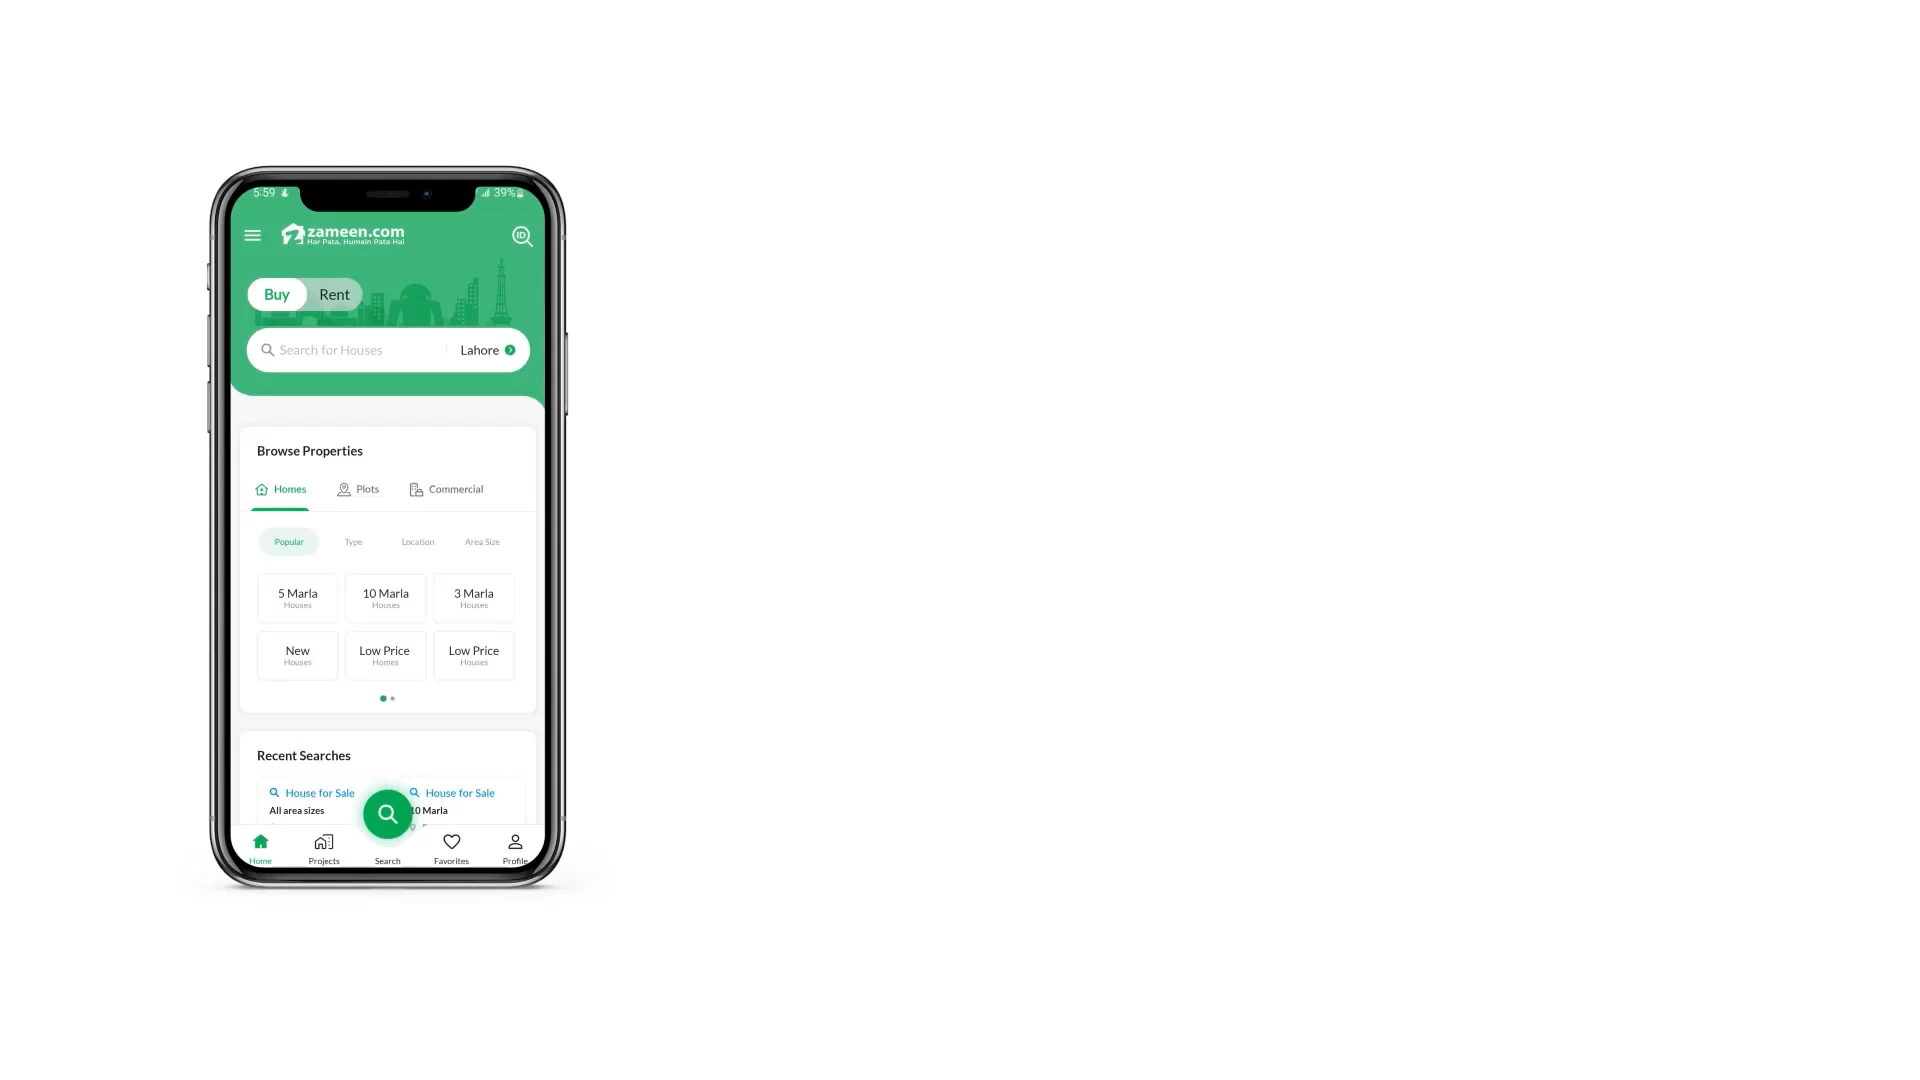 5:59 39%
zameen.com
Har Pata, Humain Pata Hai
ID
Buy Rent
Search for Houses Lahore
Browse Properties
Homes Plots Commercial
Popular Type Location Area Size
5 Marla 10 Marla 3 Marla
Houses Houses Houses
New Low Price Low Price
Houses Homes Houses
Recent Searches
House for Sale House for Sale
All area sizes 10 Marla
Home Projects Search Favorites Profile